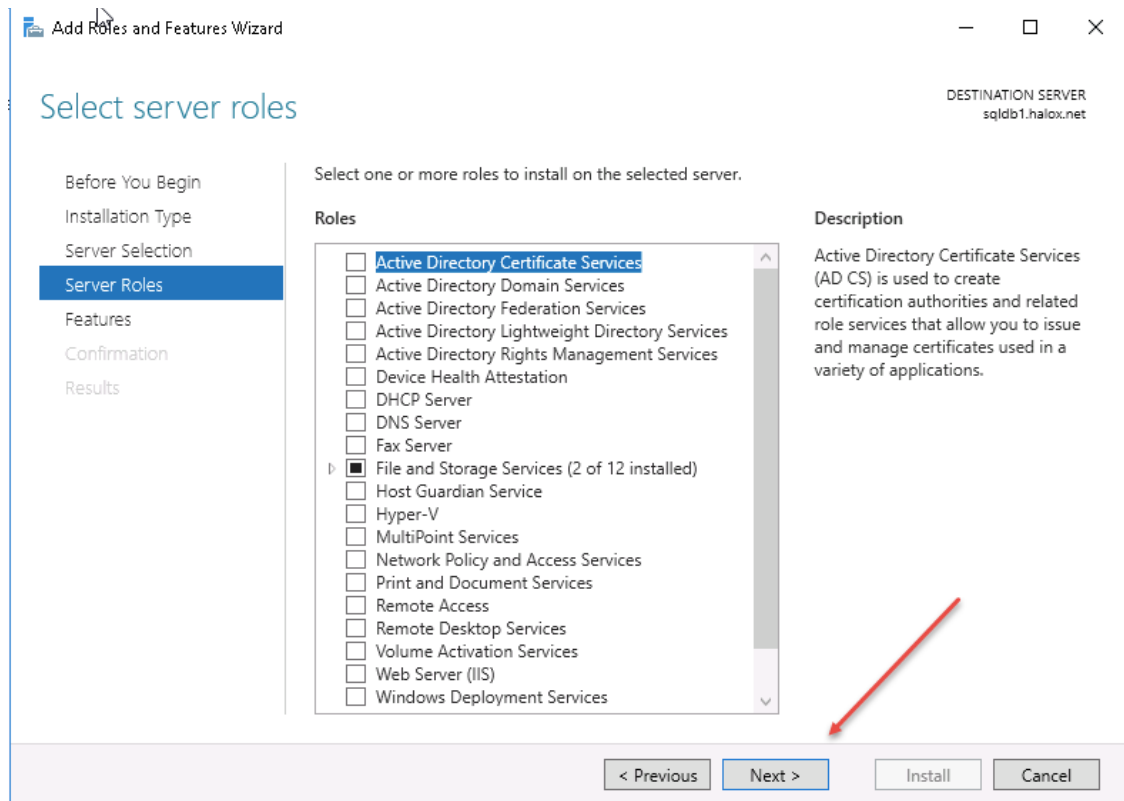 Add Roles and Features Wizard
Select server roles
DESTINATION SERVER
sqldb1.halox.net
Before You Begin
Installation Type
Server Selection
Server Roles
Features
Confirmation
Results
Select one or more roles to install on the selected server.
Roles
Active Directory Certificate Services
Active Directory Domain Services
Active Directory Federation Services
Active Directory Lightweight Directory Services
Active Directory Rights Management Services
Device Health Attestation
DHCP Server
DNS Server
Fax Server
File and Storage Services (2 of 12 installed)
Host Guardian Service
Hyper-V
MultiPoint Services
Network Policy and Access Services
Print and Document Services
Remote Access
Remote Desktop Services
Volume Activation Services
Web Server (IIS)
Windows Deployment Services
Description
Active Directory Certificate Services
(AD CS) is used to create
certification authorities and related
role services that allow you to issue
and manage certificates used in a
variety of applications.
< Previous
Next >
Install
Cancel